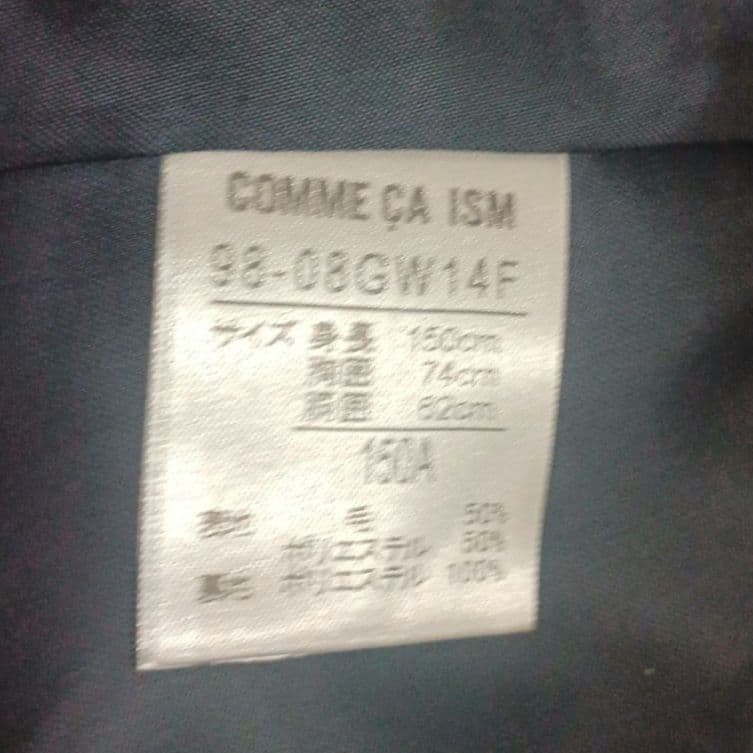 COMME ÇA ISM
98-08GW14F
サイズ 身長 150cm
胸囲 74cm
胴囲 62cm
150A
表地 毛 50%
ポリエステル 50%
裏地 ポリエステル 100%